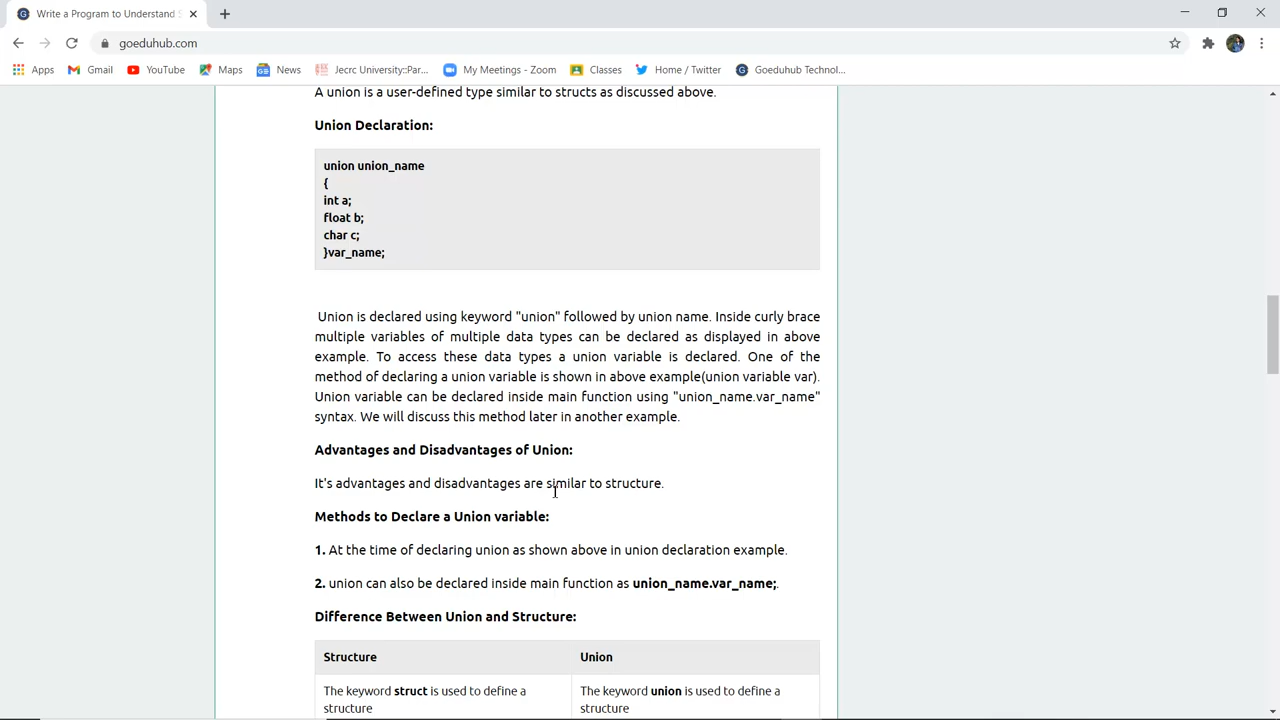 Write a Program to Understand S
goeduhub.com
Apps
Gmail
YouTube
Maps
News
Jecrc University::Par...
My Meetings - Zoom
Classes
Home / Twitter
Goeduhub Technol...
A union is a user-defined type similar to structs as discussed above.
Union Declaration:
union union_name
{
int a;
float b;
char c;
}var_name;
Union is declared using keyword "union" followed by union name. Inside curly brace
multiple variables of multiple data types can be declared as displayed in above
example. To access these data types a union variable is declared. One of the
method of declaring a union variable is shown in above example(union variable var).
Union variable can be declared inside main function using "union_name.var_name"
syntax. We will discuss this method later in another example.
Advantages and Disadvantages of Union:
It's advantages and disadvantages are similar to structure.
Methods to Declare a Union variable:
1. At the time of declaring union as shown above in union declaration example.
2. union can also be declared inside main function as union_name.var_name;.
Difference Between Union and Structure:
Structure
Union
The keyword struct is used to define a
structure
The keyword union is used to define a
structure